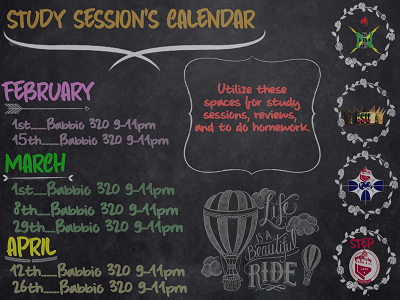 STUDY SESSION'S CALENDAR
FEBRUARY
1st......Babbio 320 9-11pm
15th.....Babbio 320 9-11pm
MARCH
1st......Babbio 320 9-11pm
8th......Babbio 320 9-11pm
29th.....Babbio 320 9-11pm
APRIL
12th.....Babbio 320 9-11pm
26th.....Babbio 320 9-11pm
Utilize these
spaces for study
sessions, reviews,
and to do homework
Life
IS A
Beautiful
RIDE
STEP